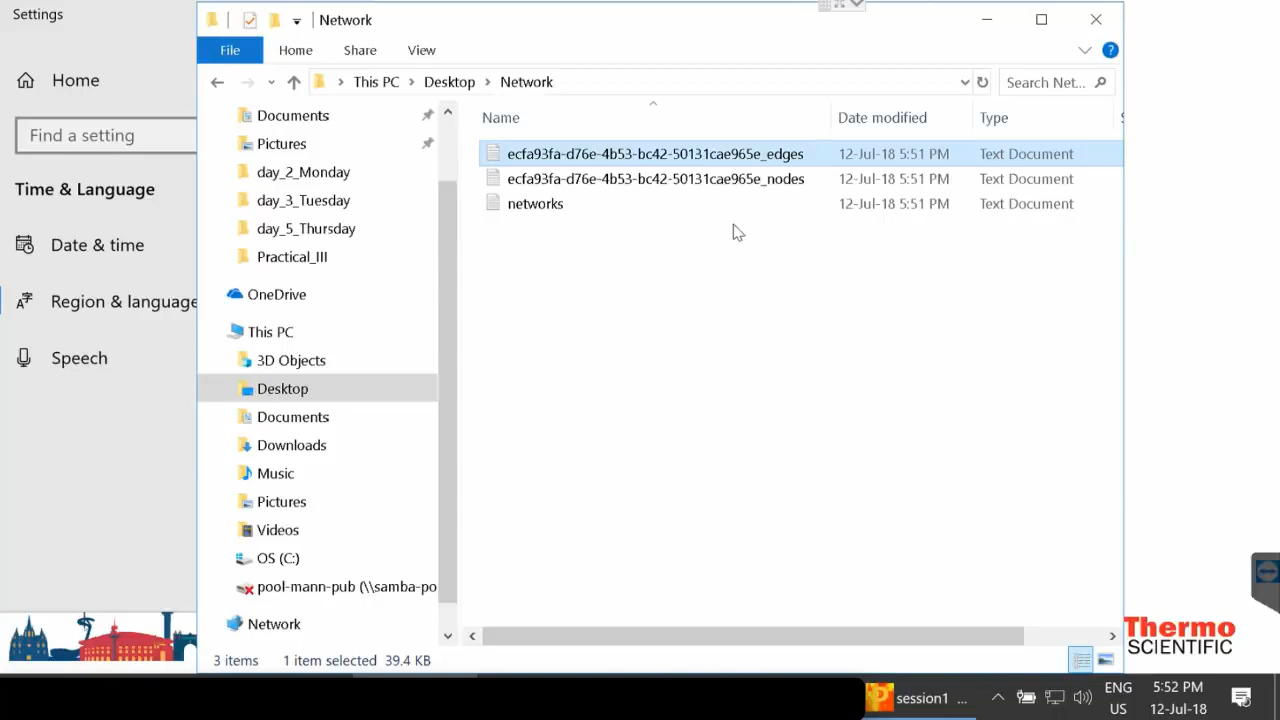 Settings
Home
Find a setting
Time & Language
Date & time
Region & language
Speech
Network
File Home Share View
This PC Desktop Network
Search Net...
Documents
Pictures
day_2_Monday
day_3_Tuesday
day_5_Thursday
Practical_III
OneDrive
This PC
3D Objects
Desktop
Documents
Downloads
Music
Pictures
Videos
OS (C:)
pool-mann-pub (\\samba-po
Network
Name Date modified Type
ecfa93fa-d76e-4b53-bc42-50131cae965e_edges 12-Jul-18 5:51 PM Text Document
ecfa93fa-d76e-4b53-bc42-50131cae965e_nodes 12-Jul-18 5:51 PM Text Document
networks 12-Jul-18 5:51 PM Text Document
3 items 1 item selected 39.4 KB
Thermo
SCIENTIFIC
session1 ...
ENG
US
5:52 PM
12-Jul-18